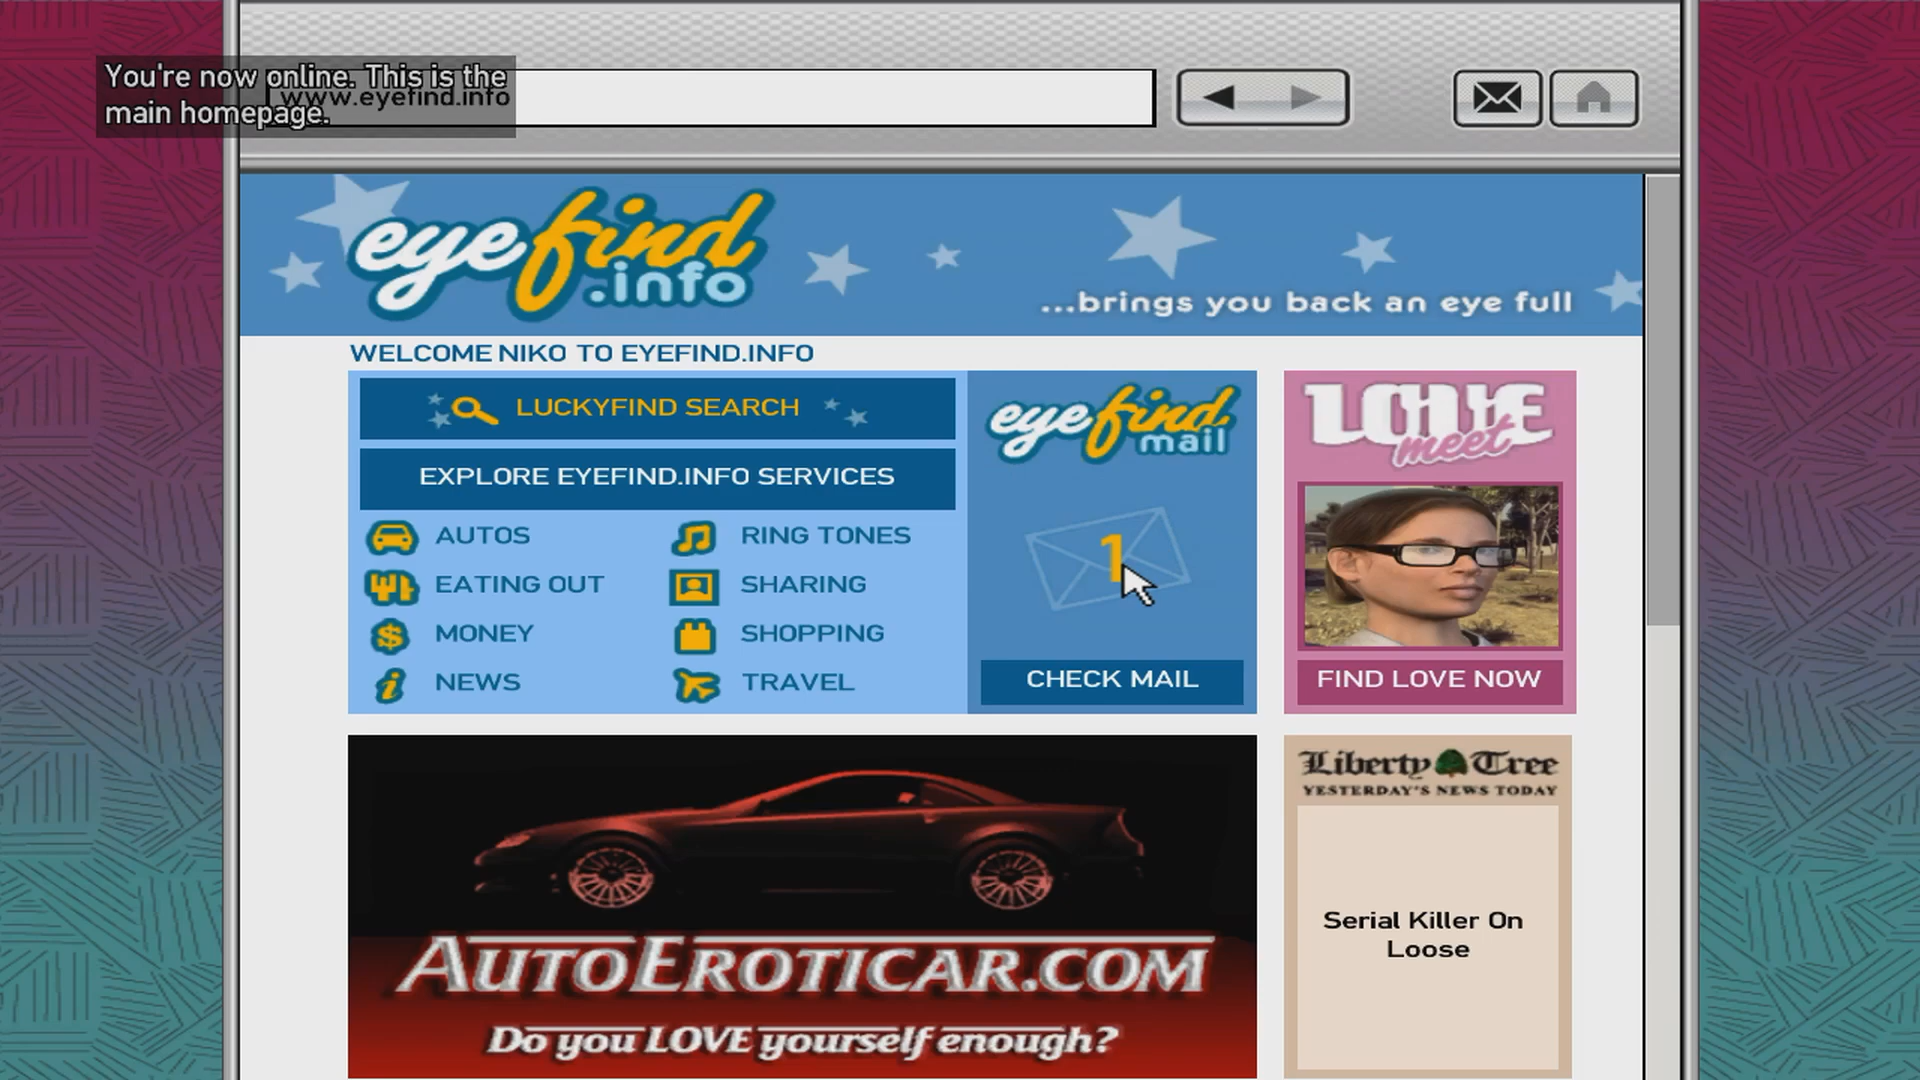 You're now online. This is the
main homepage.
www.eyefind.info
eyefind
.info
...brings you back an eye full
WELCOME NIKO TO EYEFIND.INFO
LUCKYFIND SEARCH
EXPLORE EYEFIND.INFO SERVICES
AUTOS
RING TONES
EATING OUT
SHARING
MONEY
SHOPPING
NEWS
TRAVEL
eyefind
mail
1
CHECK MAIL
LOVE
meet
FIND LOVE NOW
AUTOEROTICAR.COM
Do you LOVE yourself enough?
Liberty Tree
YESTERDAY'S NEWS TODAY
Serial Killer On
Loose